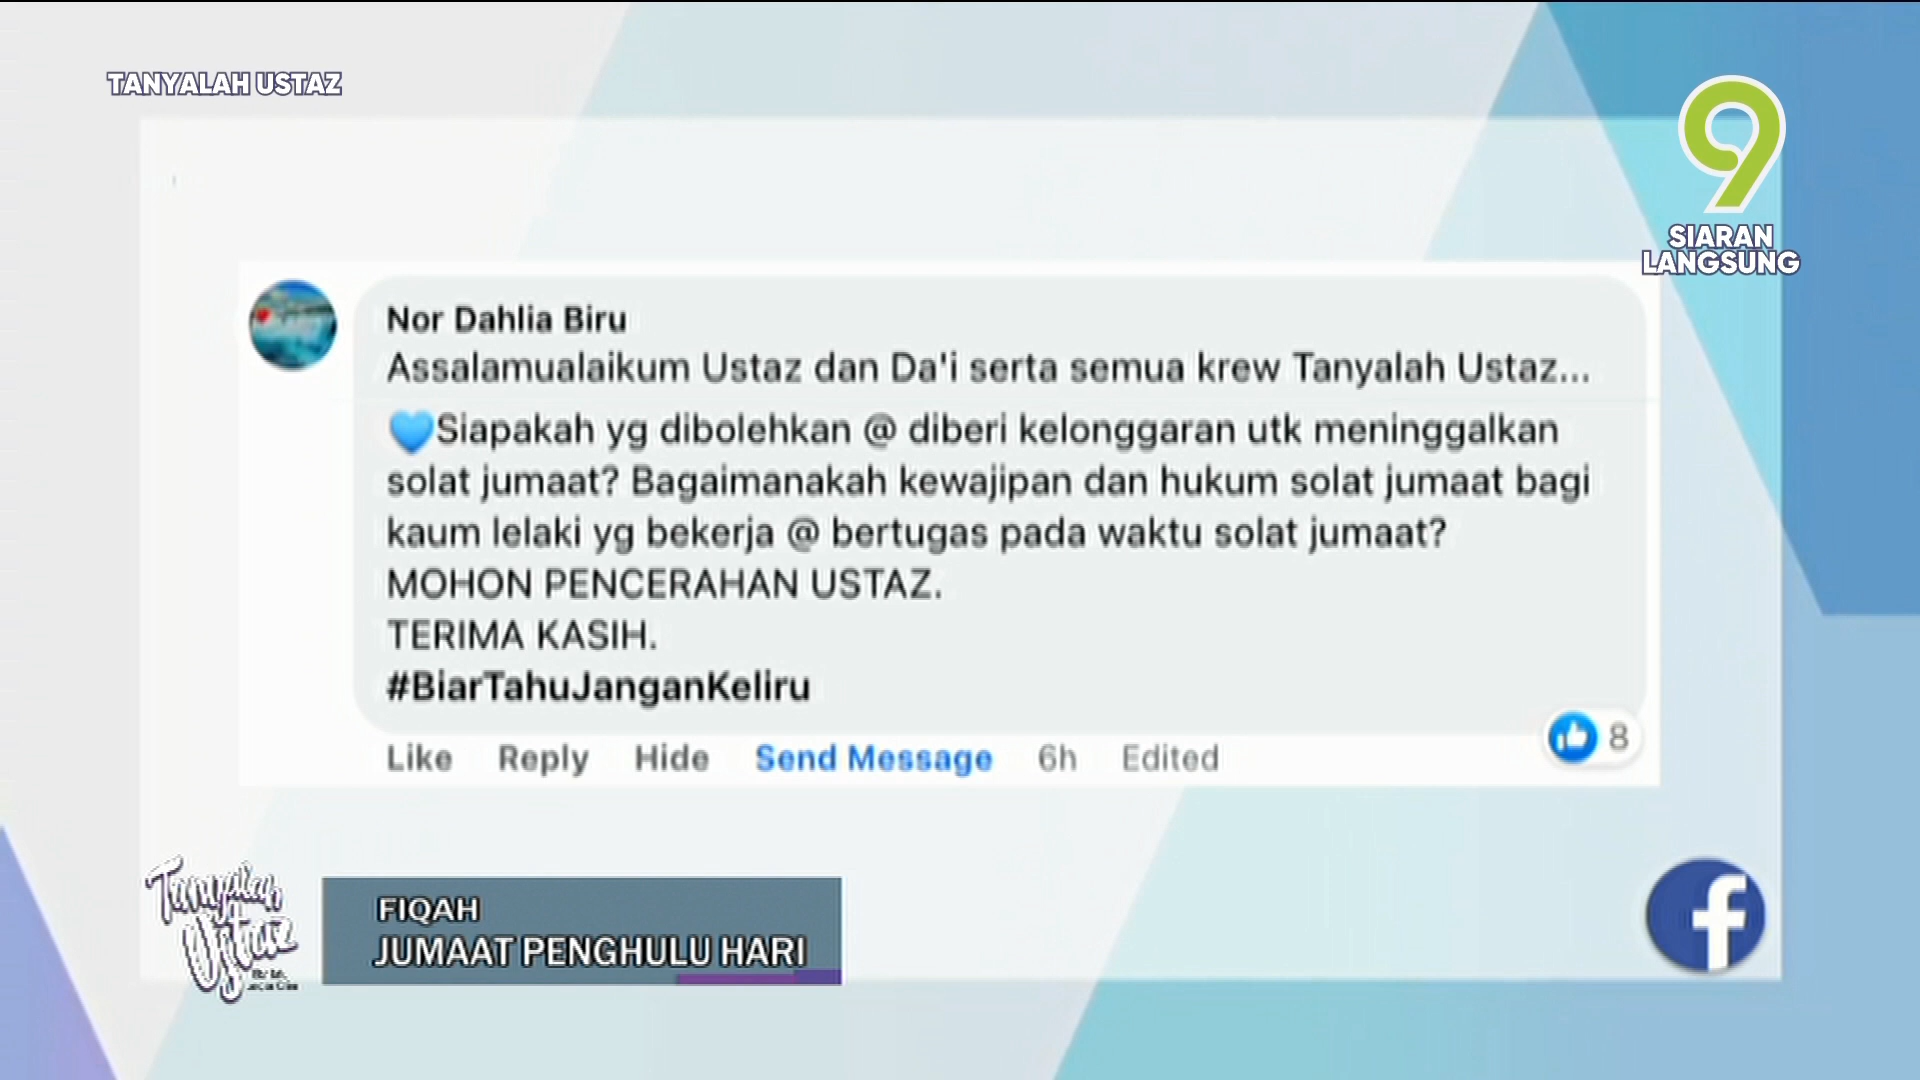 TANYALAH USTAZ
9
SIARAN
LANGSUNG
Nor Dahlia Biru
Assalamualaikum Ustaz dan Da'i serta semua krew Tanyalah Ustaz...
💙Siapakah yg dibolehkan @ diberi kelonggaran utk meninggalkan
solat jumaat? Bagaimanakah kewajipan dan hukum solat jumaat bagi
kaum lelaki yg bekerja @ bertugas pada waktu solat jumaat?
MOHON PENCERAHAN USTAZ.
TERIMA KASIH.
#BiarTahuJanganKeliru
8
Like Reply Hide Send Message 6h Edited
Tanyalah
Ustaz
FIQAH
JUMAAT PENGHULU HARI
f